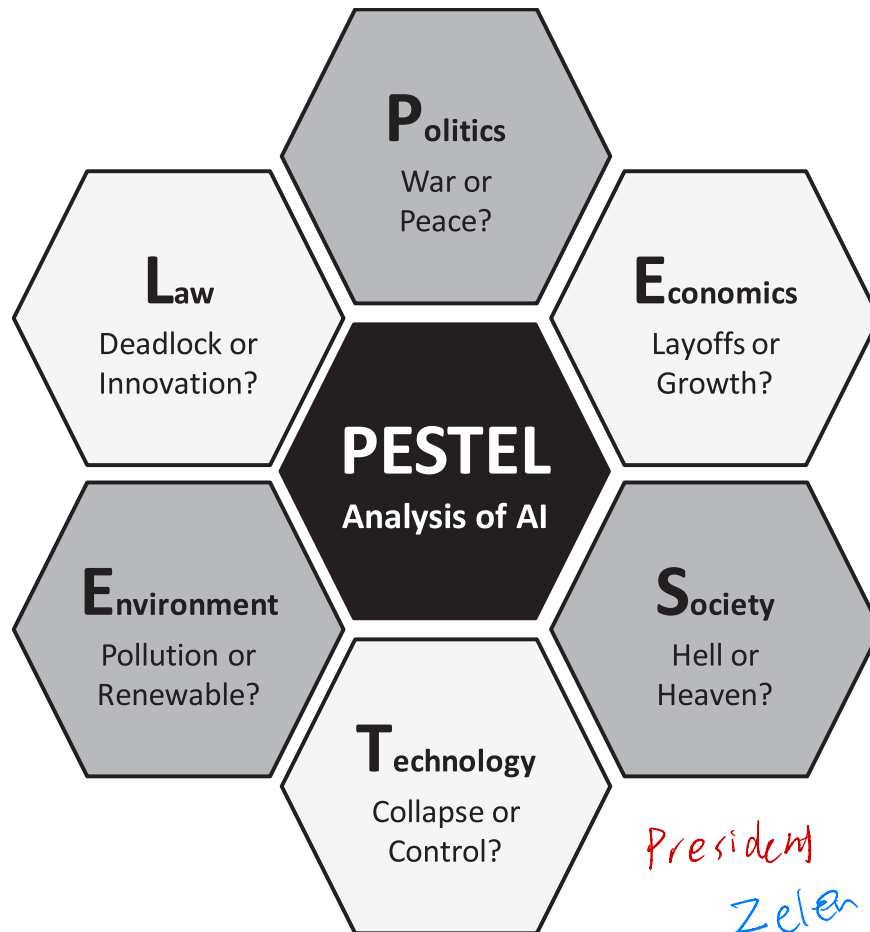 Politics
War or
Peace?
Law
Deadlock or
Innovation?
Economics
Layoffs or
Growth?
PESTEL
Analysis of AI
Environment
Pollution or
Renewable?
Society
Hell or
Heaven?
Technology
Collapse or
Control?
President
Zelen